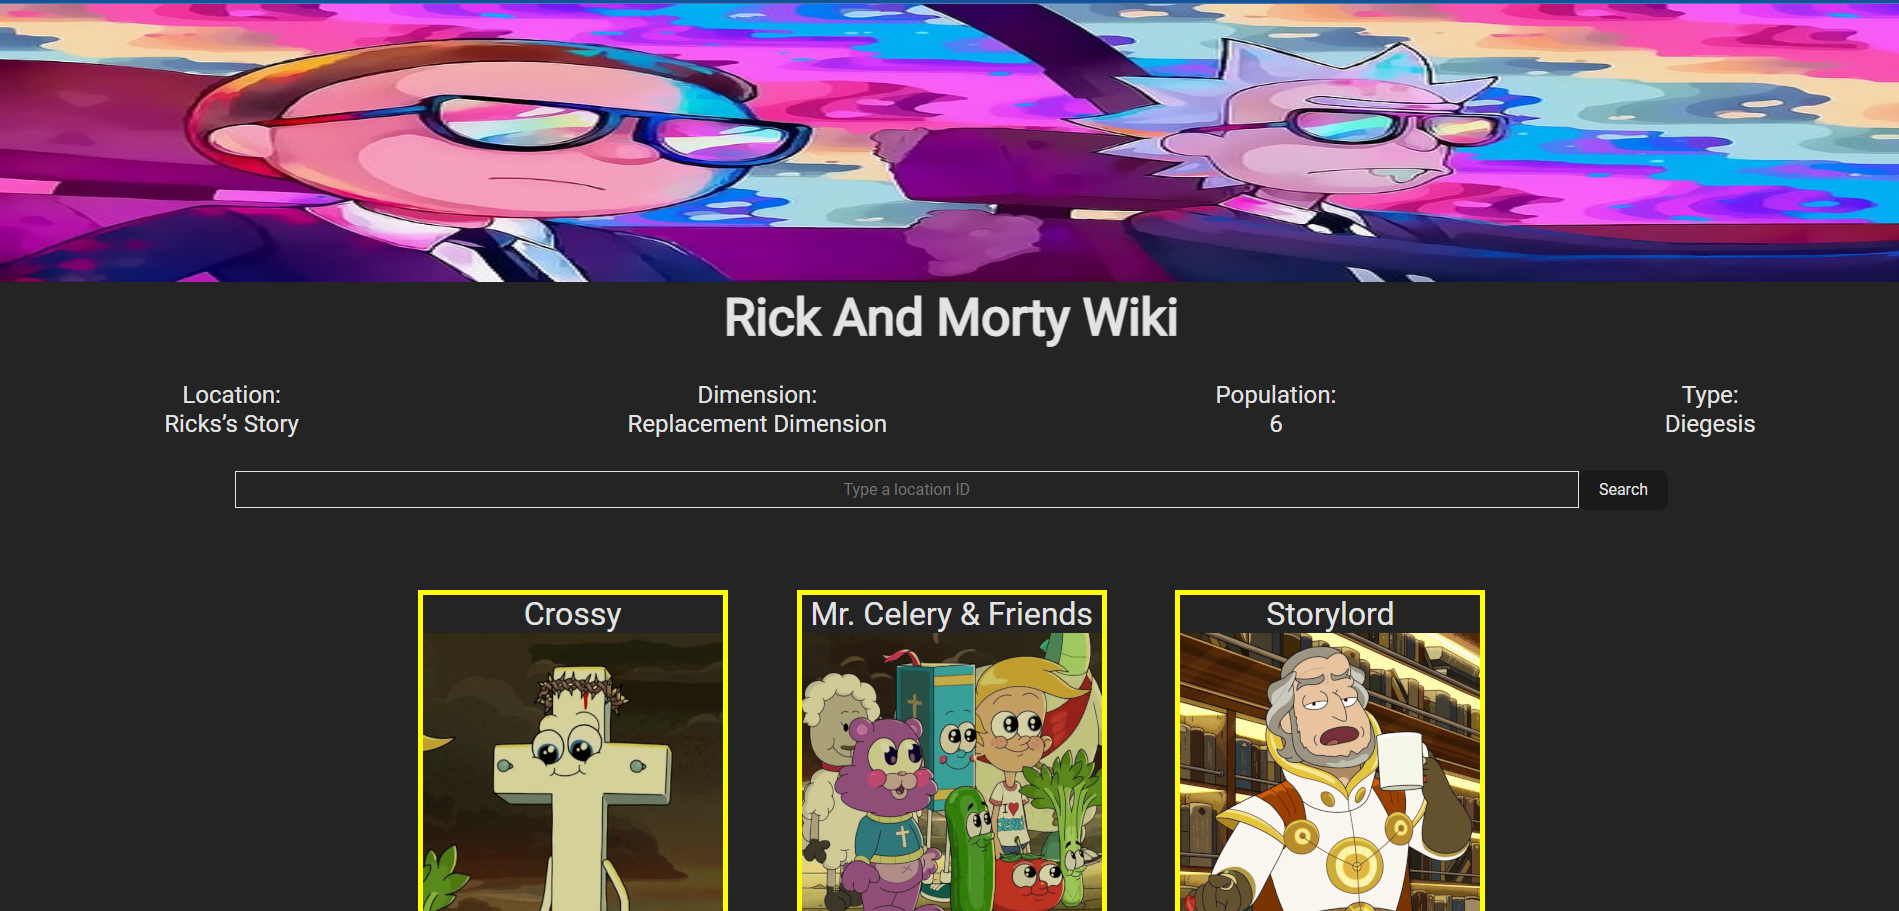 Rick And Morty Wiki
Location:
Ricks’s Story
Dimension:
Replacement Dimension
Population:
6
Type:
Diegesis
Type a location ID
Search
Crossy
Mr. Celery & Friends
Storylord
I
JESUS